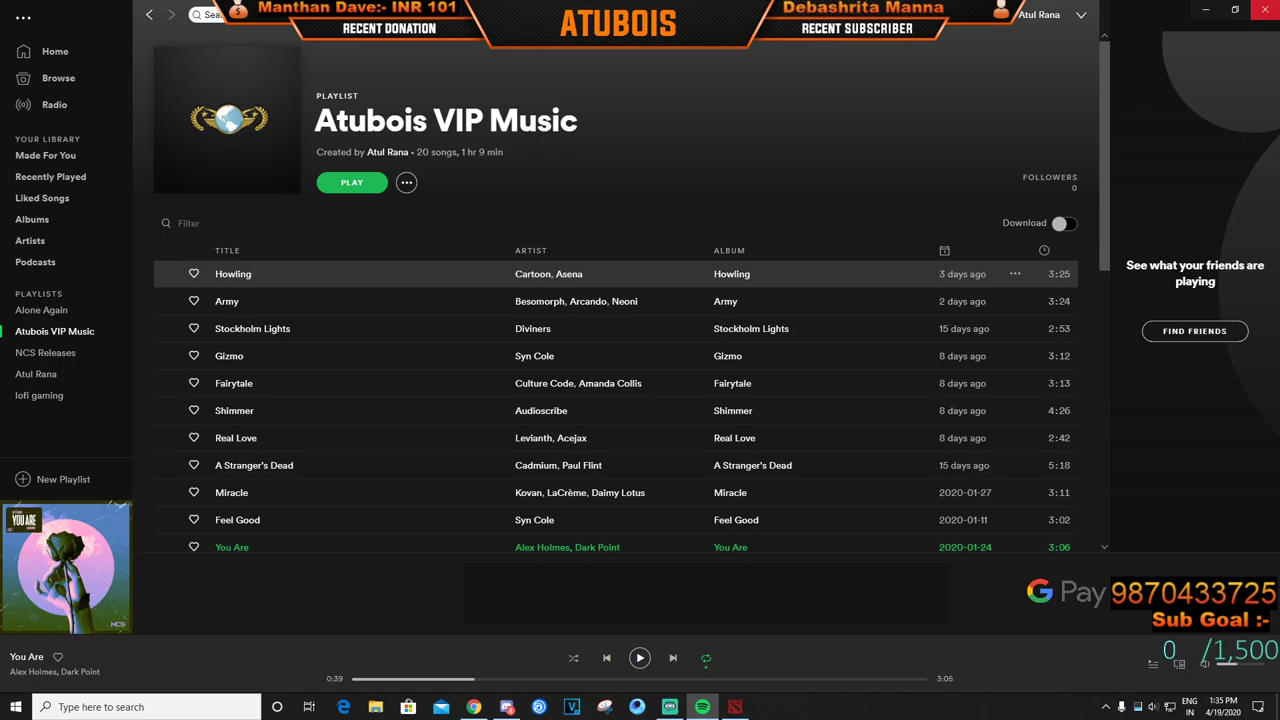 Manthan Dave:- INR 101
RECENT DONATION
ATUBOIS
Debashrita Manna
RECENT SUBSCRIBER
Atul Rana
Home
Browse
Radio
YOUR LIBRARY
Made For You
Recently Played
Liked Songs
Albums
Artists
Podcasts
PLAYLISTS
Alone Again
Atubois VIP Music
NCS Releases
Atul Rana
lofi gaming
New Playlist
PLAYLIST
Atubois VIP Music
Created by Atul Rana • 20 songs, 1 hr 9 min
PLAY
FOLLOWERS
0
Filter
Download
TITLE ARTIST ALBUM
Howling Cartoon, Asena Howling 3 days ago 3:25
Army Besomorph, Arcando, Neoni Army 2 days ago 3:24
Stockholm Lights Diviners Stockholm Lights 15 days ago 2:53
Gizmo Syn Cole Gizmo 8 days ago 3:12
Fairytale Culture Code, Amanda Collis Fairytale 8 days ago 3:13
Shimmer Audioscribe Shimmer 8 days ago 4:26
Real Love Levianth, Acejax Real Love 8 days ago 2:42
A Stranger's Dead Cadmium, Paul Flint A Stranger's Dead 15 days ago 5:18
Miracle Kovan, LaCrème, Daimy Lotus Miracle 2020-01-27 3:11
Feel Good Syn Cole Feel Good 2020-01-11 3:02
You Are Alex Holmes, Dark Point You Are 2020-01-24 3:06
See what your friends are
playing
FIND FRIENDS
YOU ARE
NCS
G Pay 9870433725
Sub Goal :-
0 /1,500
You Are
Alex Holmes, Dark Point
0:39
3:05
Type here to search
ENG
IN
1:35 PM
4/19/2020